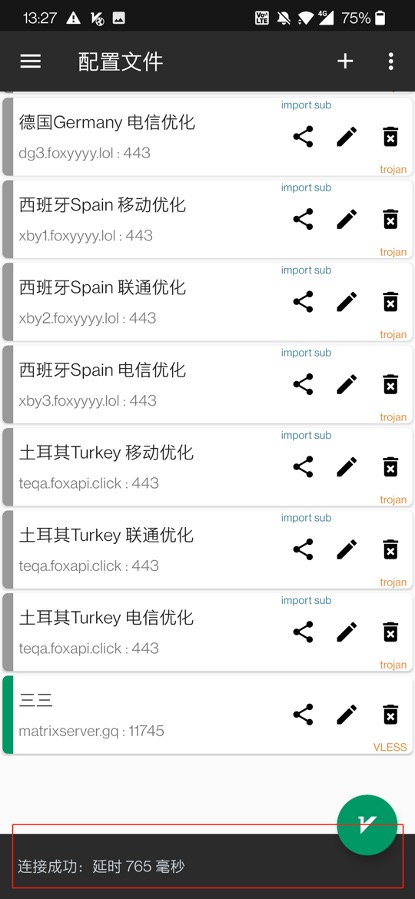 13:27
4G
75%
配置文件
import sub
德国Germany 电信优化
dg3.foxyyyy.lol : 443
trojan
import sub
西班牙Spain 移动优化
xby1.foxyyyy.lol : 443
trojan
import sub
西班牙Spain 联通优化
xby2.foxyyyy.lol : 443
trojan
import sub
西班牙Spain 电信优化
xby3.foxyyyy.lol : 443
trojan
import sub
土耳其Turkey 移动优化
teqa.foxapi.click : 443
trojan
import sub
土耳其Turkey 联通优化
teqa.foxapi.click : 443
trojan
import sub
土耳其Turkey 电信优化
teqa.foxapi.click : 443
trojan
三三
matrixserver.gq : 11745
VLESS
连接成功：延时 765 毫秒